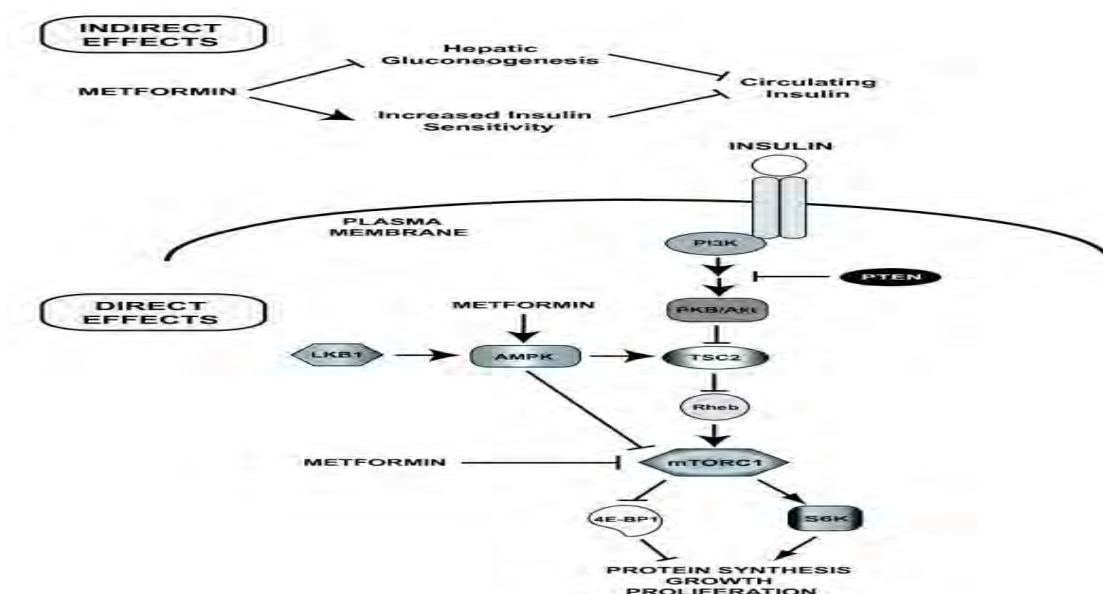 INDIRECT
EFFECTS
METFORMIN
Hepatic
Gluconeogenesis
Increased Insulin
Sensitivity
Circulating
Insulin
INSULIN
PLASMA
MEMBRANE
PI3K
PTEN
DIRECT
EFFECTS
METFORMIN
PKB/Akt
LKB1
AMPK
TSC2
Rheb
METFORMIN
mTORC1
4E-BP1
S6K
PROTEIN SYNTHESIS
GROWTH
PROLIFERATION